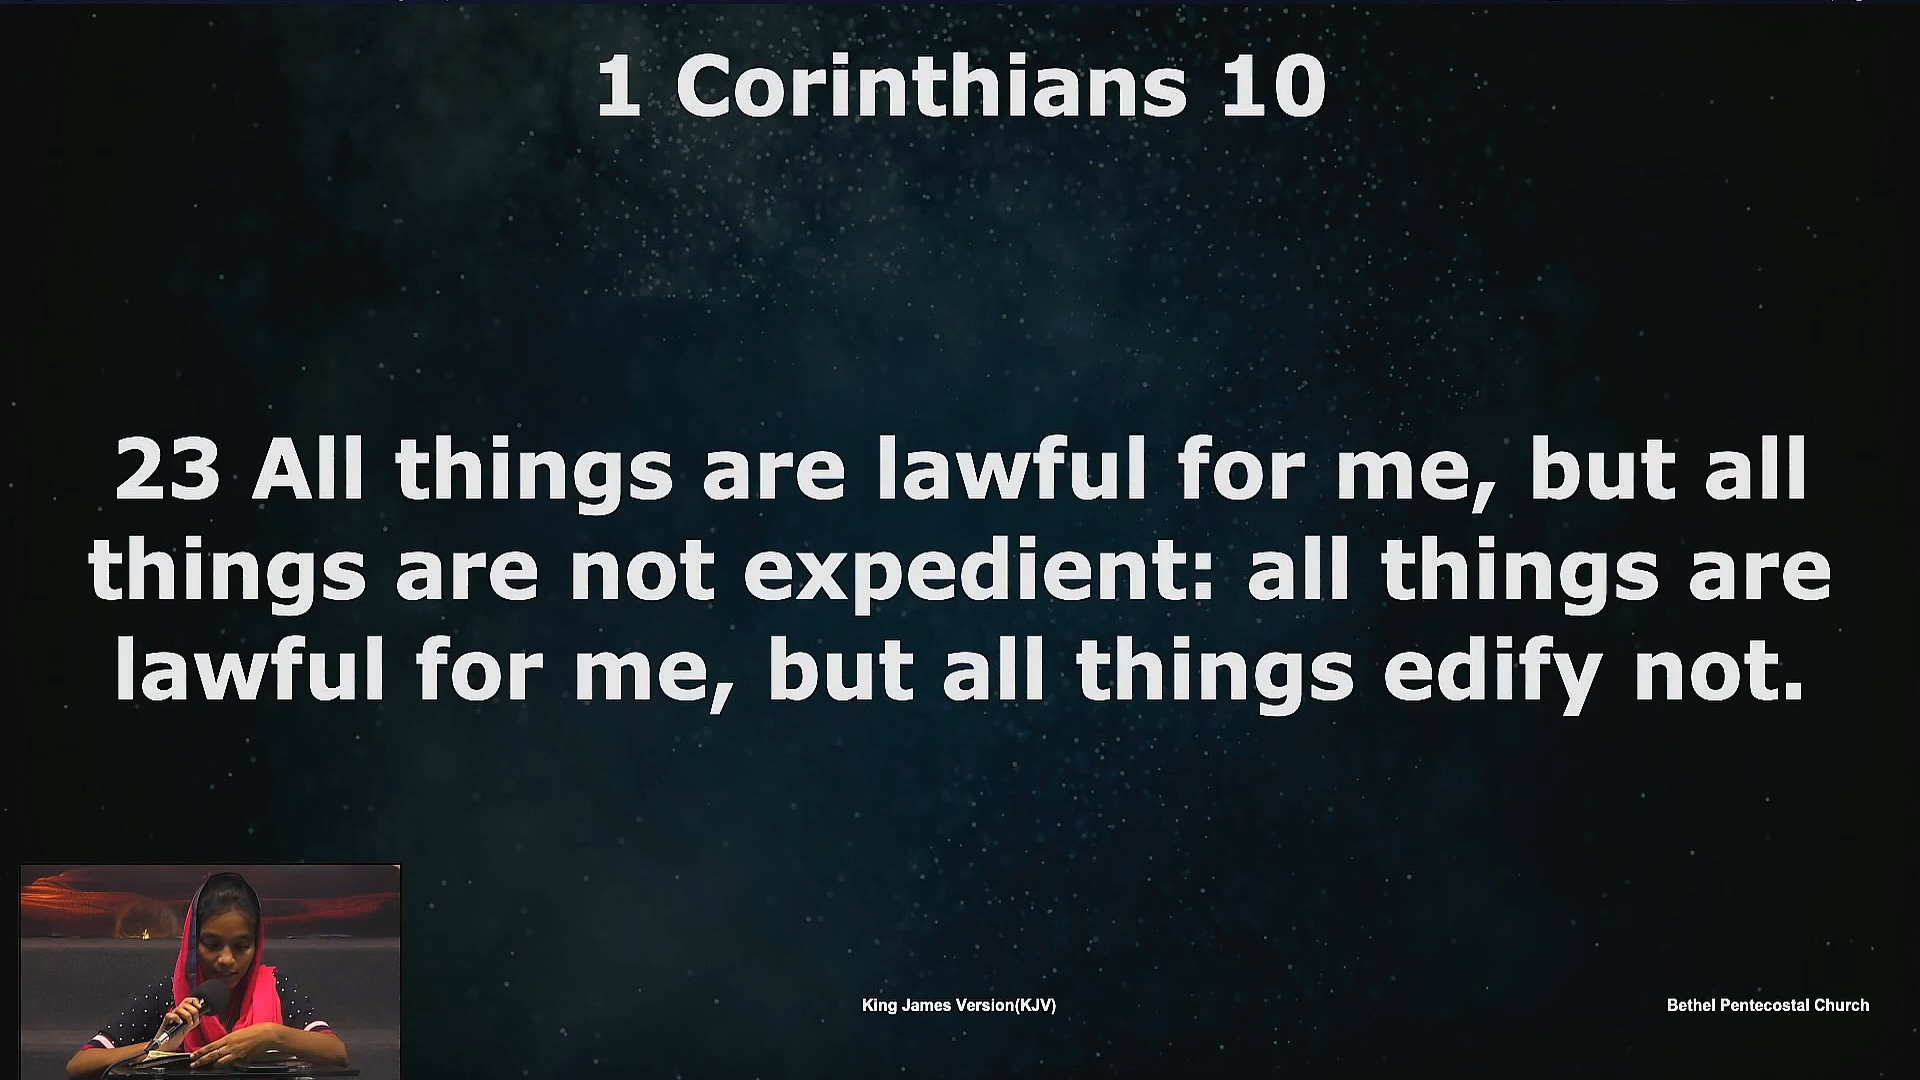 1 Corinthians 10
23 All things are lawful for me, but all
things are not expedient: all things are
lawful for me, but all things edify not.
King James Version(KJV)
Bethel Pentecostal Church